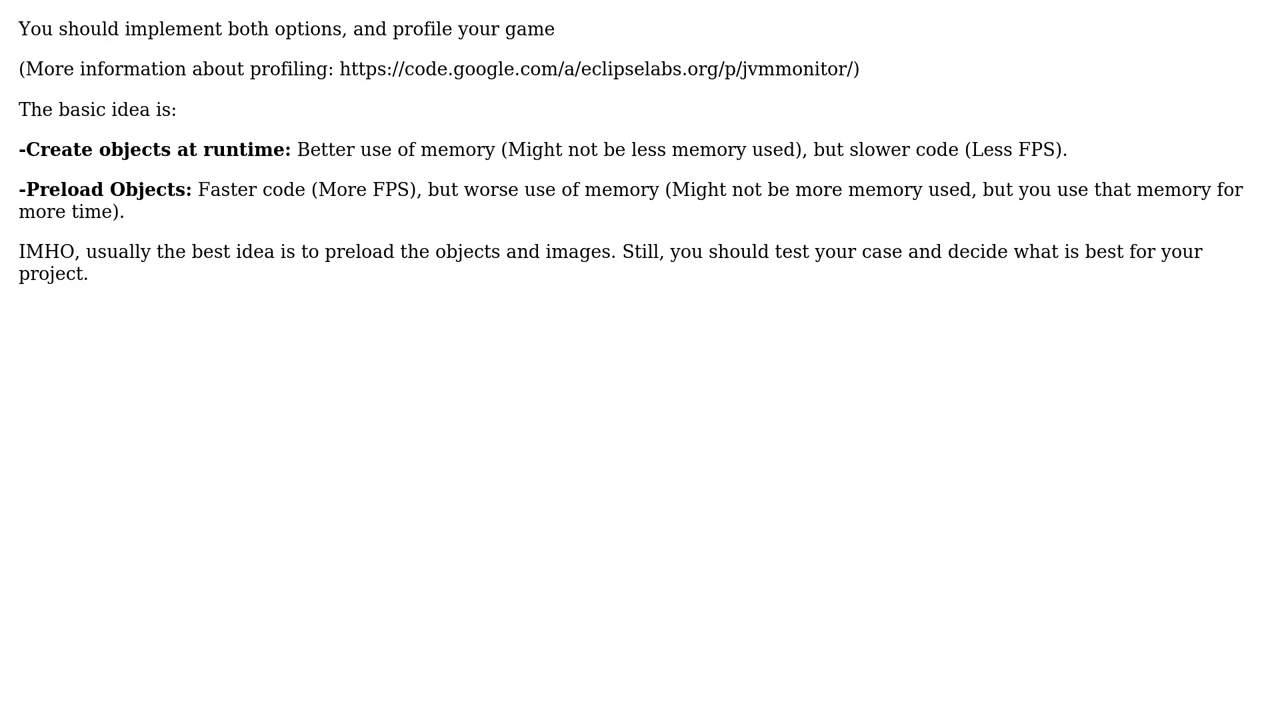 You should implement both options, and profile your game
(More information about profiling: https://code.google.com/a/eclipselabs.org/p/jvmmonitor/)
The basic idea is:
-Create objects at runtime: Better use of memory (Might not be less memory used), but slower code (Less FPS).
-Preload Objects: Faster code (More FPS), but worse use of memory (Might not be more memory used, but you use that memory for
more time).
IMHO, usually the best idea is to preload the objects and images. Still, you should test your case and decide what is best for your
project.